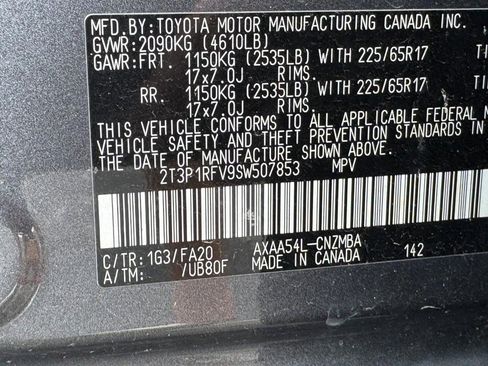 MFD.BY:TOYOTA MOTOR MANUFACTURING CANADA INC.
GVWR:2090KG (4610LB)
GAWR:FRT. 1150KG (2535LB) WITH 225/65R17 TI
17x7.0J RIMS.
RR. 1150KG (2535LB) WITH 225/65R17 TI
17x7.0J RIMS.
THIS VEHICLE CONFORMS TO ALL APPLICABLE FEDERAL M
VEHICLE SAFETY AND THEFT PREVENTION STANDARDS IN
DATE OF MANUFACTURE SHOWN ABOVE.
2T3P1RFV9SW507853 MPV
C/TR:1G3/FA20 AXAA54L-CNZMBA 142
A/TM: /UB80F MADE IN CANADA